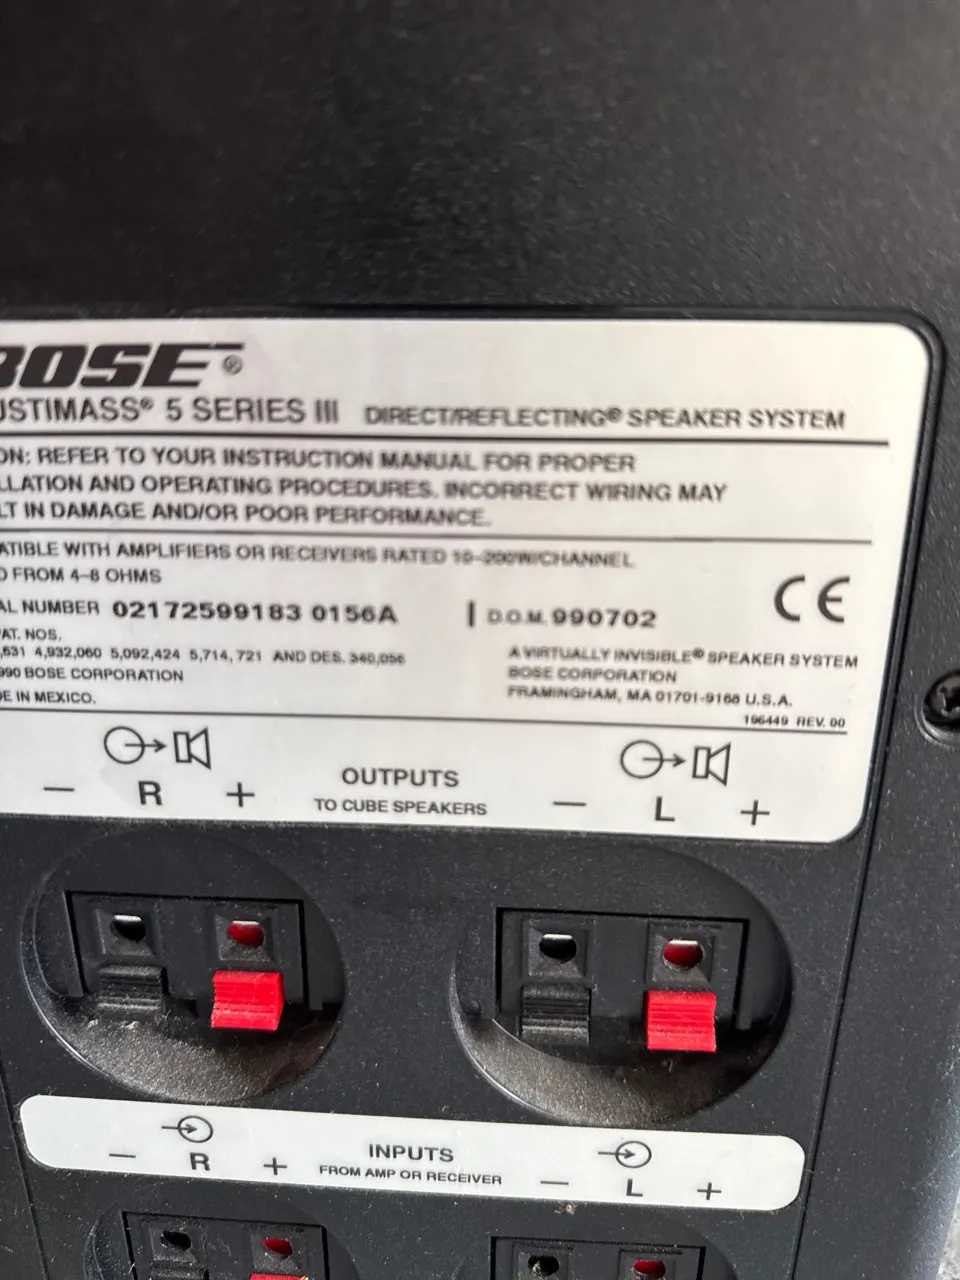 BOSE®
USTIMASS® 5 SERIES III DIRECT/REFLECTING® SPEAKER SYSTEM
ON: REFER TO YOUR INSTRUCTION MANUAL FOR PROPER
LLATION AND OPERATING PROCEDURES. INCORRECT WIRING MAY
LT IN DAMAGE AND/OR POOR PERFORMANCE.
ATIBLE WITH AMPLIFIERS OR RECEIVERS RATED 10-200W/CHANNEL
D FROM 4-8 OHMS
CE
AL NUMBER 02172599183 0156A | D.O.M. 990702
PAT. NOS.
,631 4,932,060 5,092,424 5,714,721 AND DES. 340,056
990 BOSE CORPORATION
DE IN MEXICO.
A VIRTUALLY INVISIBLE® SPEAKER SYSTEM
BOSE CORPORATION
FRAMINGHAM, MA 01701-9168 U.S.A.
196449 REV. 00
OUTPUTS
− R + TO CUBE SPEAKERS − L +
INPUTS
− R + FROM AMP OR RECEIVER − L +